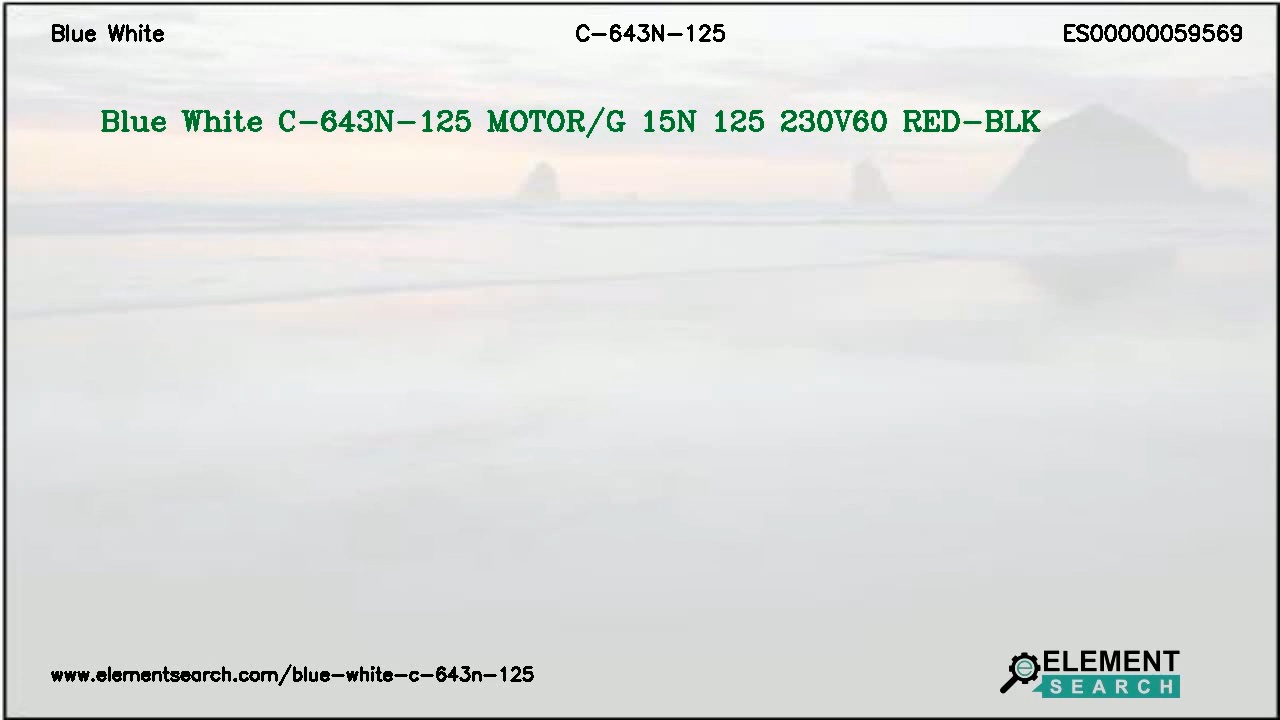 Blue White C-643N-125 ES00000059569
Blue White C-643N-125 MOTOR/G 15N 125 230V60 RED-BLK
www.elementsearch.com/blue-white-c-643n-125
e ELEMENT
SEARCH